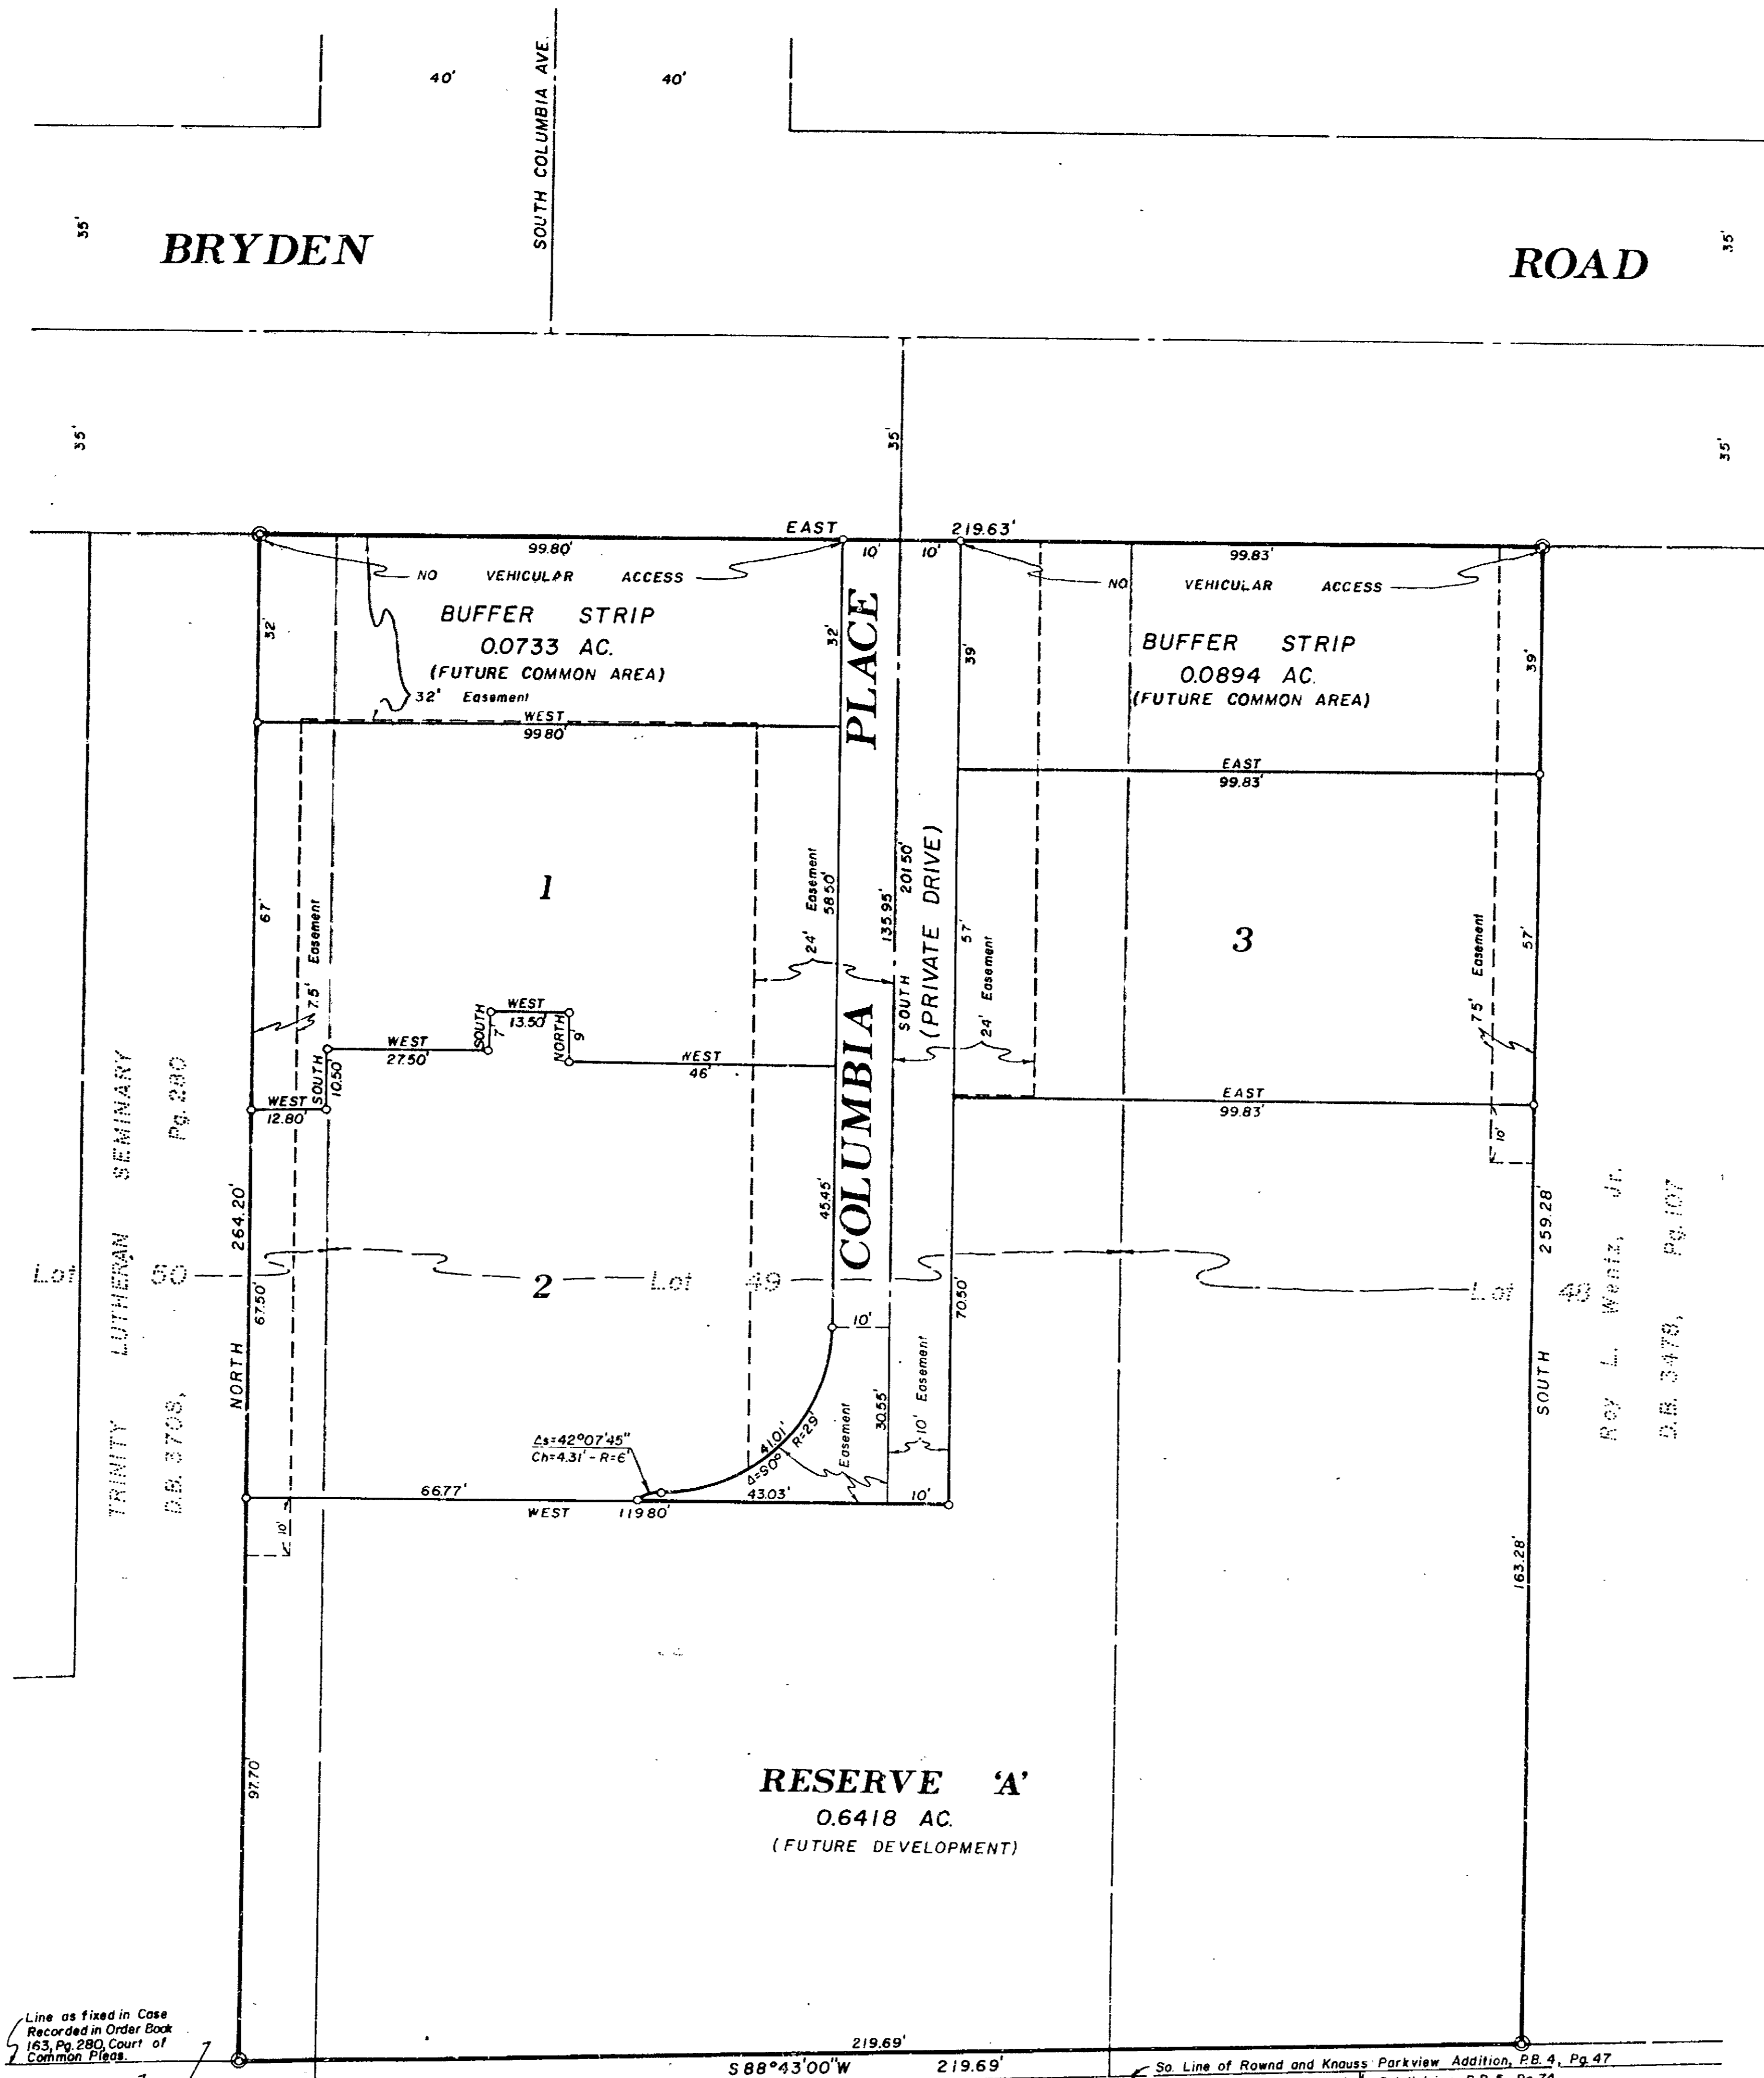 40'
SOUTH COLUMBIA AVE.
40'
35'
BRYDEN
ROAD
35'
35'
35'
35'
EAST
219.63'
99.80'
10'
10'
99.83'
NO VEHICULAR ACCESS
NO VEHICULAR ACCESS
BUFFER STRIP
0.0733 AC.
(FUTURE COMMON AREA)
32' Easement
32'
32'
BUFFER STRIP
0.0894 AC.
(FUTURE COMMON AREA)
39'
39'
WEST
99.80'
EAST
99.83'
COLUMBIA PLACE
(PRIVATE DRIVE)
1
67'
7.5' Easement
24' Easement
58.50'
135.95'
SOUTH 201.50'
57'
24' Easement
3
7.5' Easement
57'
WEST
13.50'
SOUTH
7'
NORTH
9'
WEST
27.50'
WEST
46'
SOUTH
10.50'
WEST
12.80'
EAST
99.83'
10'
TRINITY LUTHERAN SEMINARY
D.B. 3708, Pg. 280
264.20'
NORTH
67.50'
45.45'
70.50'
259.28'
SOUTH
Roy L. Wentz, Jr.
D.B. 3478, Pg. 107
Lot 50
2
Lot 49
Lot 48
10'
30.55'
10' Easement
Easement
Δs=42°07'45"
Ch=4.31' - R=6'
41.01'
Δ=90° R=29'
66.77'
43.03'
10'
WEST 119.80'
10'
163.28'
97.70'
RESERVE 'A'
0.6418 AC.
(FUTURE DEVELOPMENT)
Line as fixed in Case
Recorded in Order Book
163, Pg. 280, Court of
Common Pleas.
219.69'
S 88°43'00"W 219.69'
So. Line of Rownd and Knauss Parkview Addition, P.B. 4, Pg. 47